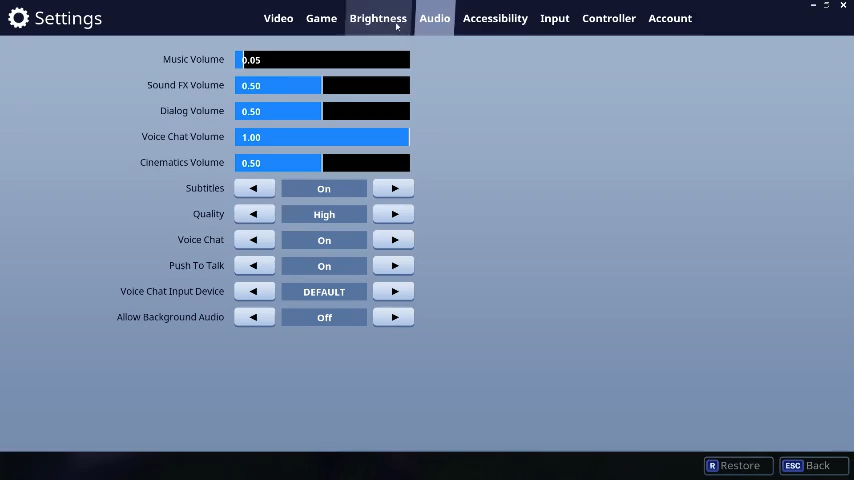 Settings
Video Game Brightness Audio Accessibility Input Controller Account
Music Volume 0.05
Sound FX Volume 0.50
Dialog Volume 0.50
Voice Chat Volume 1.00
Cinematics Volume 0.50
Subtitles On
Quality High
Voice Chat On
Push To Talk On
Voice Chat Input Device DEFAULT
Allow Background Audio Off
R Restore ESC Back